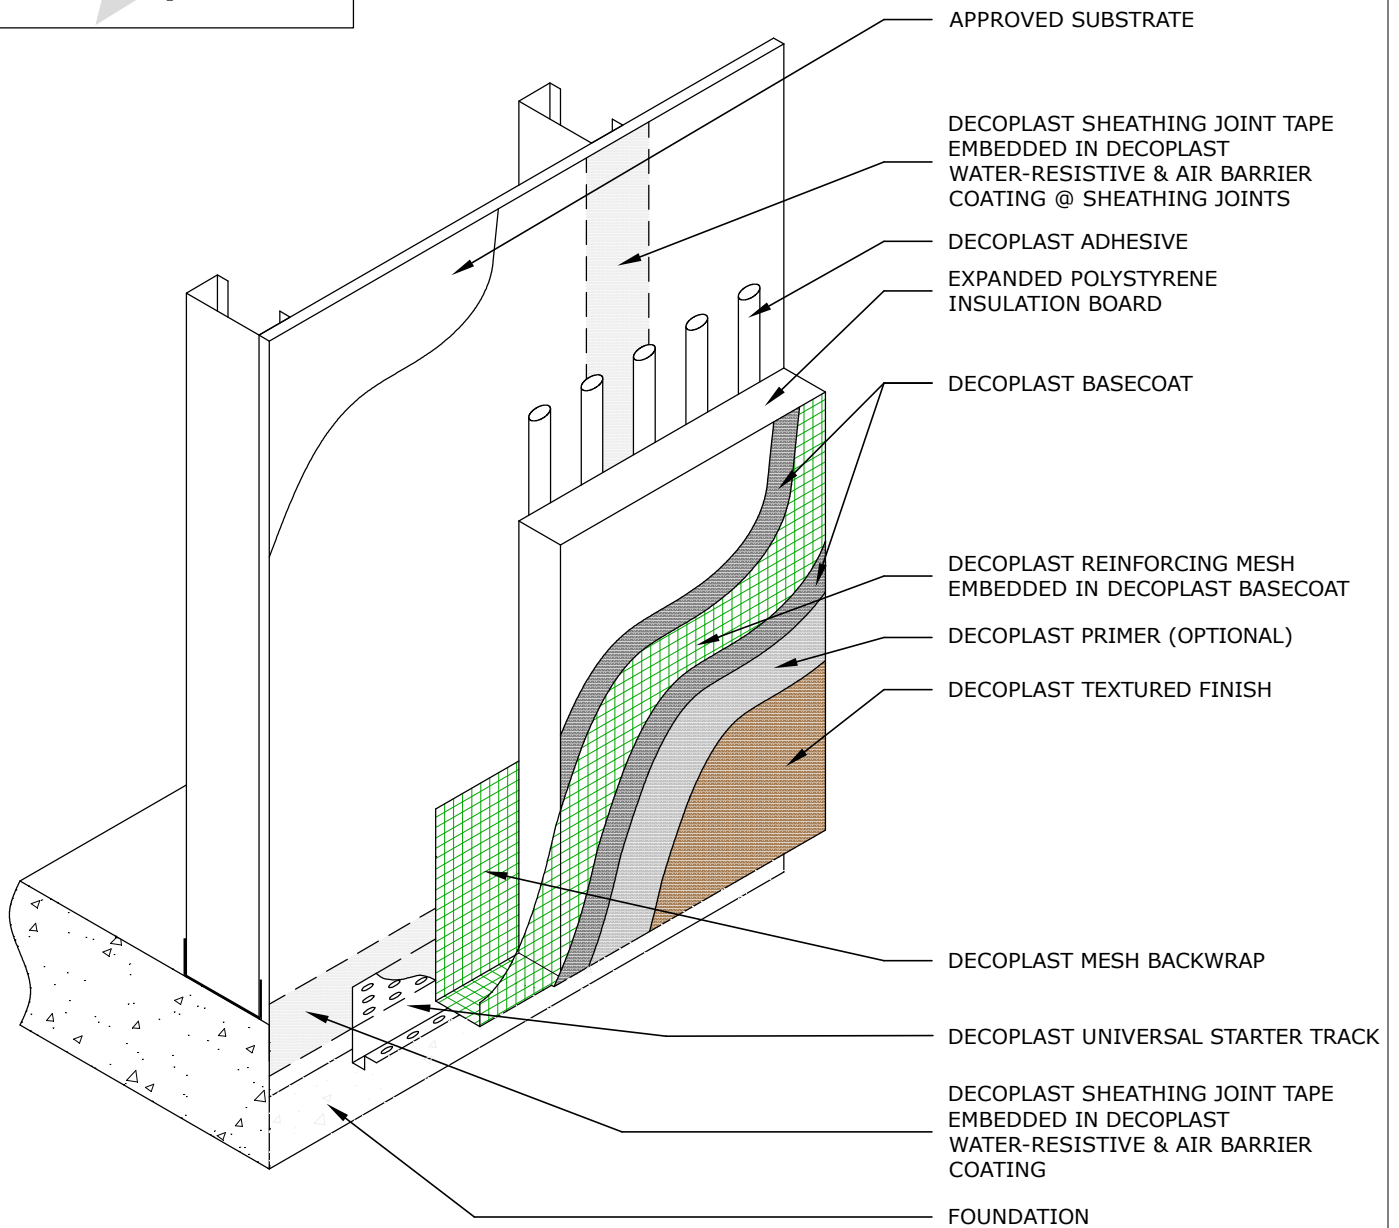 APPROVED SUBSTRATE
DECOPLAST SHEATHING JOINT TAPE
EMBEDDED IN DECOPLAST
WATER-RESISTIVE & AIR BARRIER
COATING @ SHEATHING JOINTS
DECOPLAST ADHESIVE
EXPANDED POLYSTYRENE
INSULATION BOARD
DECOPLAST BASECOAT
DECOPLAST REINFORCING MESH
EMBEDDED IN DECOPLAST BASECOAT
DECOPLAST PRIMER (OPTIONAL)
DECOPLAST TEXTURED FINISH
DECOPLAST MESH BACKWRAP
DECOPLAST UNIVERSAL STARTER TRACK
DECOPLAST SHEATHING JOINT TAPE
EMBEDDED IN DECOPLAST
WATER-RESISTIVE & AIR BARRIER
COATING
FOUNDATION